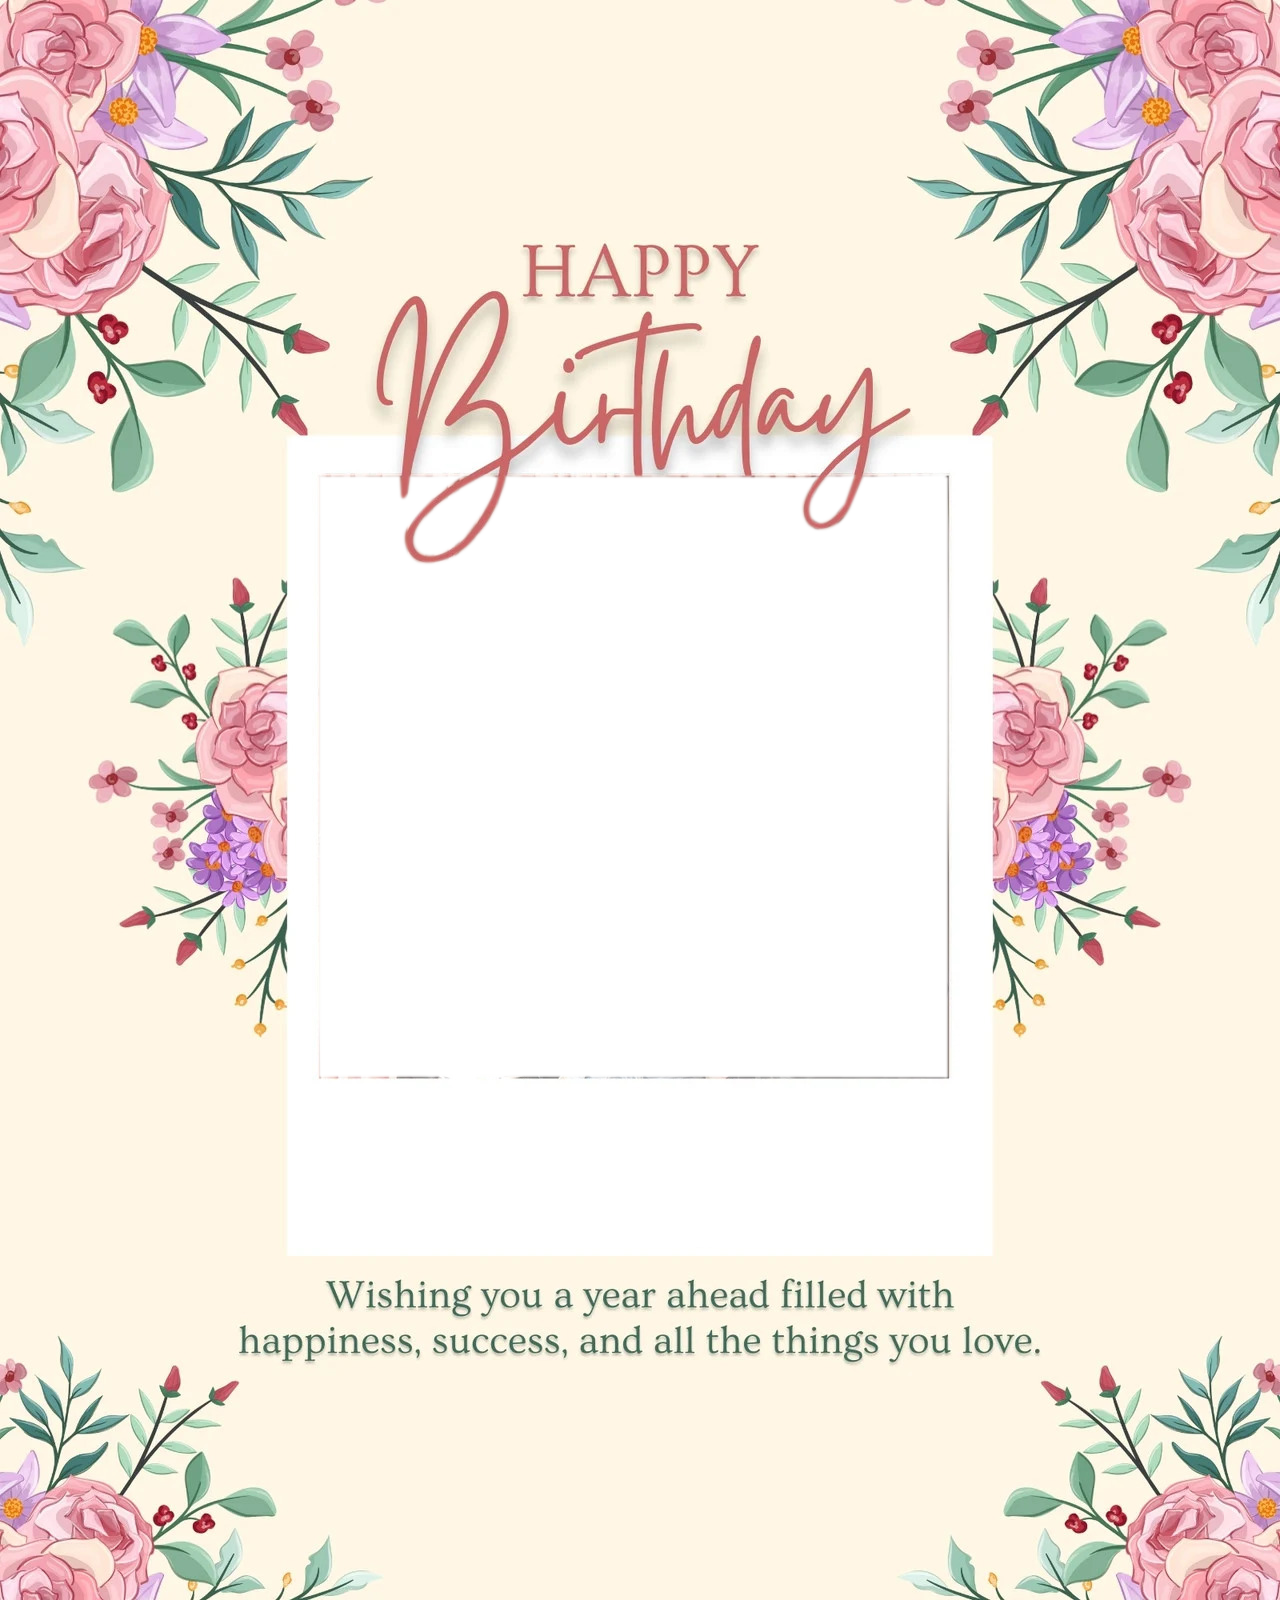 HAPPY
Birthday
Wishing you a year ahead filled with
happiness, success, and all the things you love.